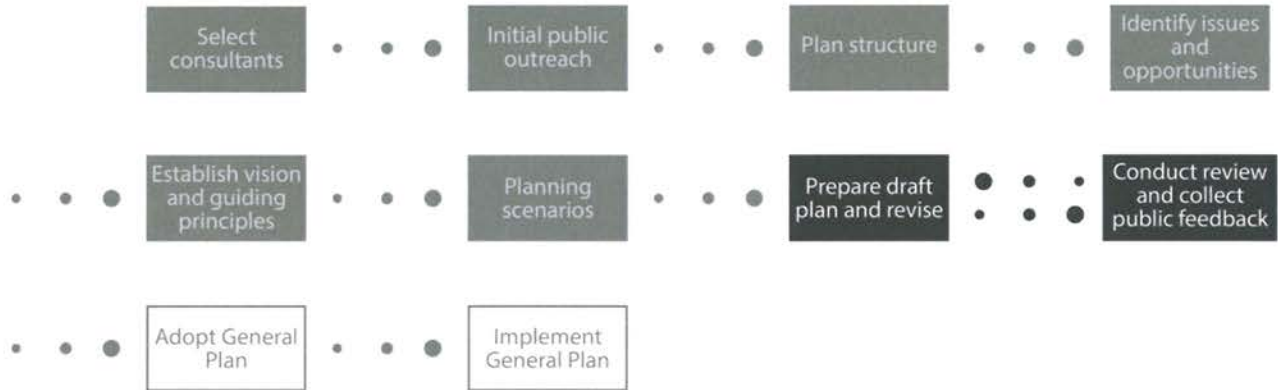 Select
consultants
Initial public
outreach
Plan structure
Identify issues
and
opportunities
Establish vision
and guiding
principles
Planning
scenarios
Prepare draft
plan and revise
Conduct review
and collect
public feedback
Adopt General
Plan
Implement
General Plan